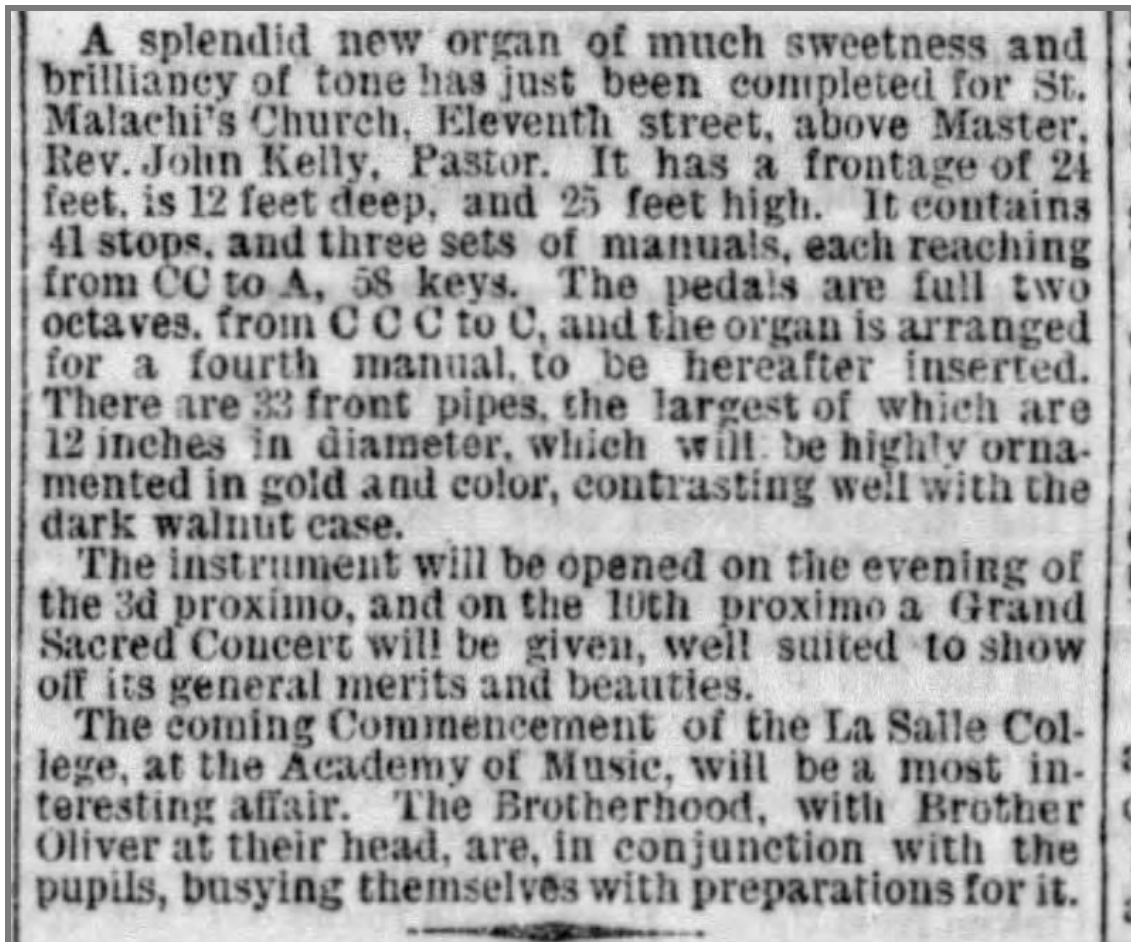 A splendid new organ of much sweetness and
brilliancy of tone has just been completed for St.
Malachi's Church, Eleventh street, above Master,
Rev. John Kelly, Pastor. It has a frontage of 24
feet, is 12 feet deep, and 25 feet high. It contains
41 stops, and three sets of manuals, each reaching
from CC to A, 58 keys. The pedals are full two
octaves, from C C C to C, and the organ is arranged
for a fourth manual, to be hereafter inserted.
There are 33 front pipes, the largest of which are
12 inches in diameter, which will be highly orna-
mented in gold and color, contrasting well with the
dark walnut case.
The instrument will be opened on the evening of
the 3d proximo, and on the 10th proximo a Grand
Sacred Concert will be given, well suited to show
off its general merits and beauties.
The coming Commencement of the La Salle Col-
lege, at the Academy of Music, will be a most in-
teresting affair. The Brotherhood, with Brother
Oliver at their head, are, in conjunction with the
pupils, busying themselves with preparations for it.